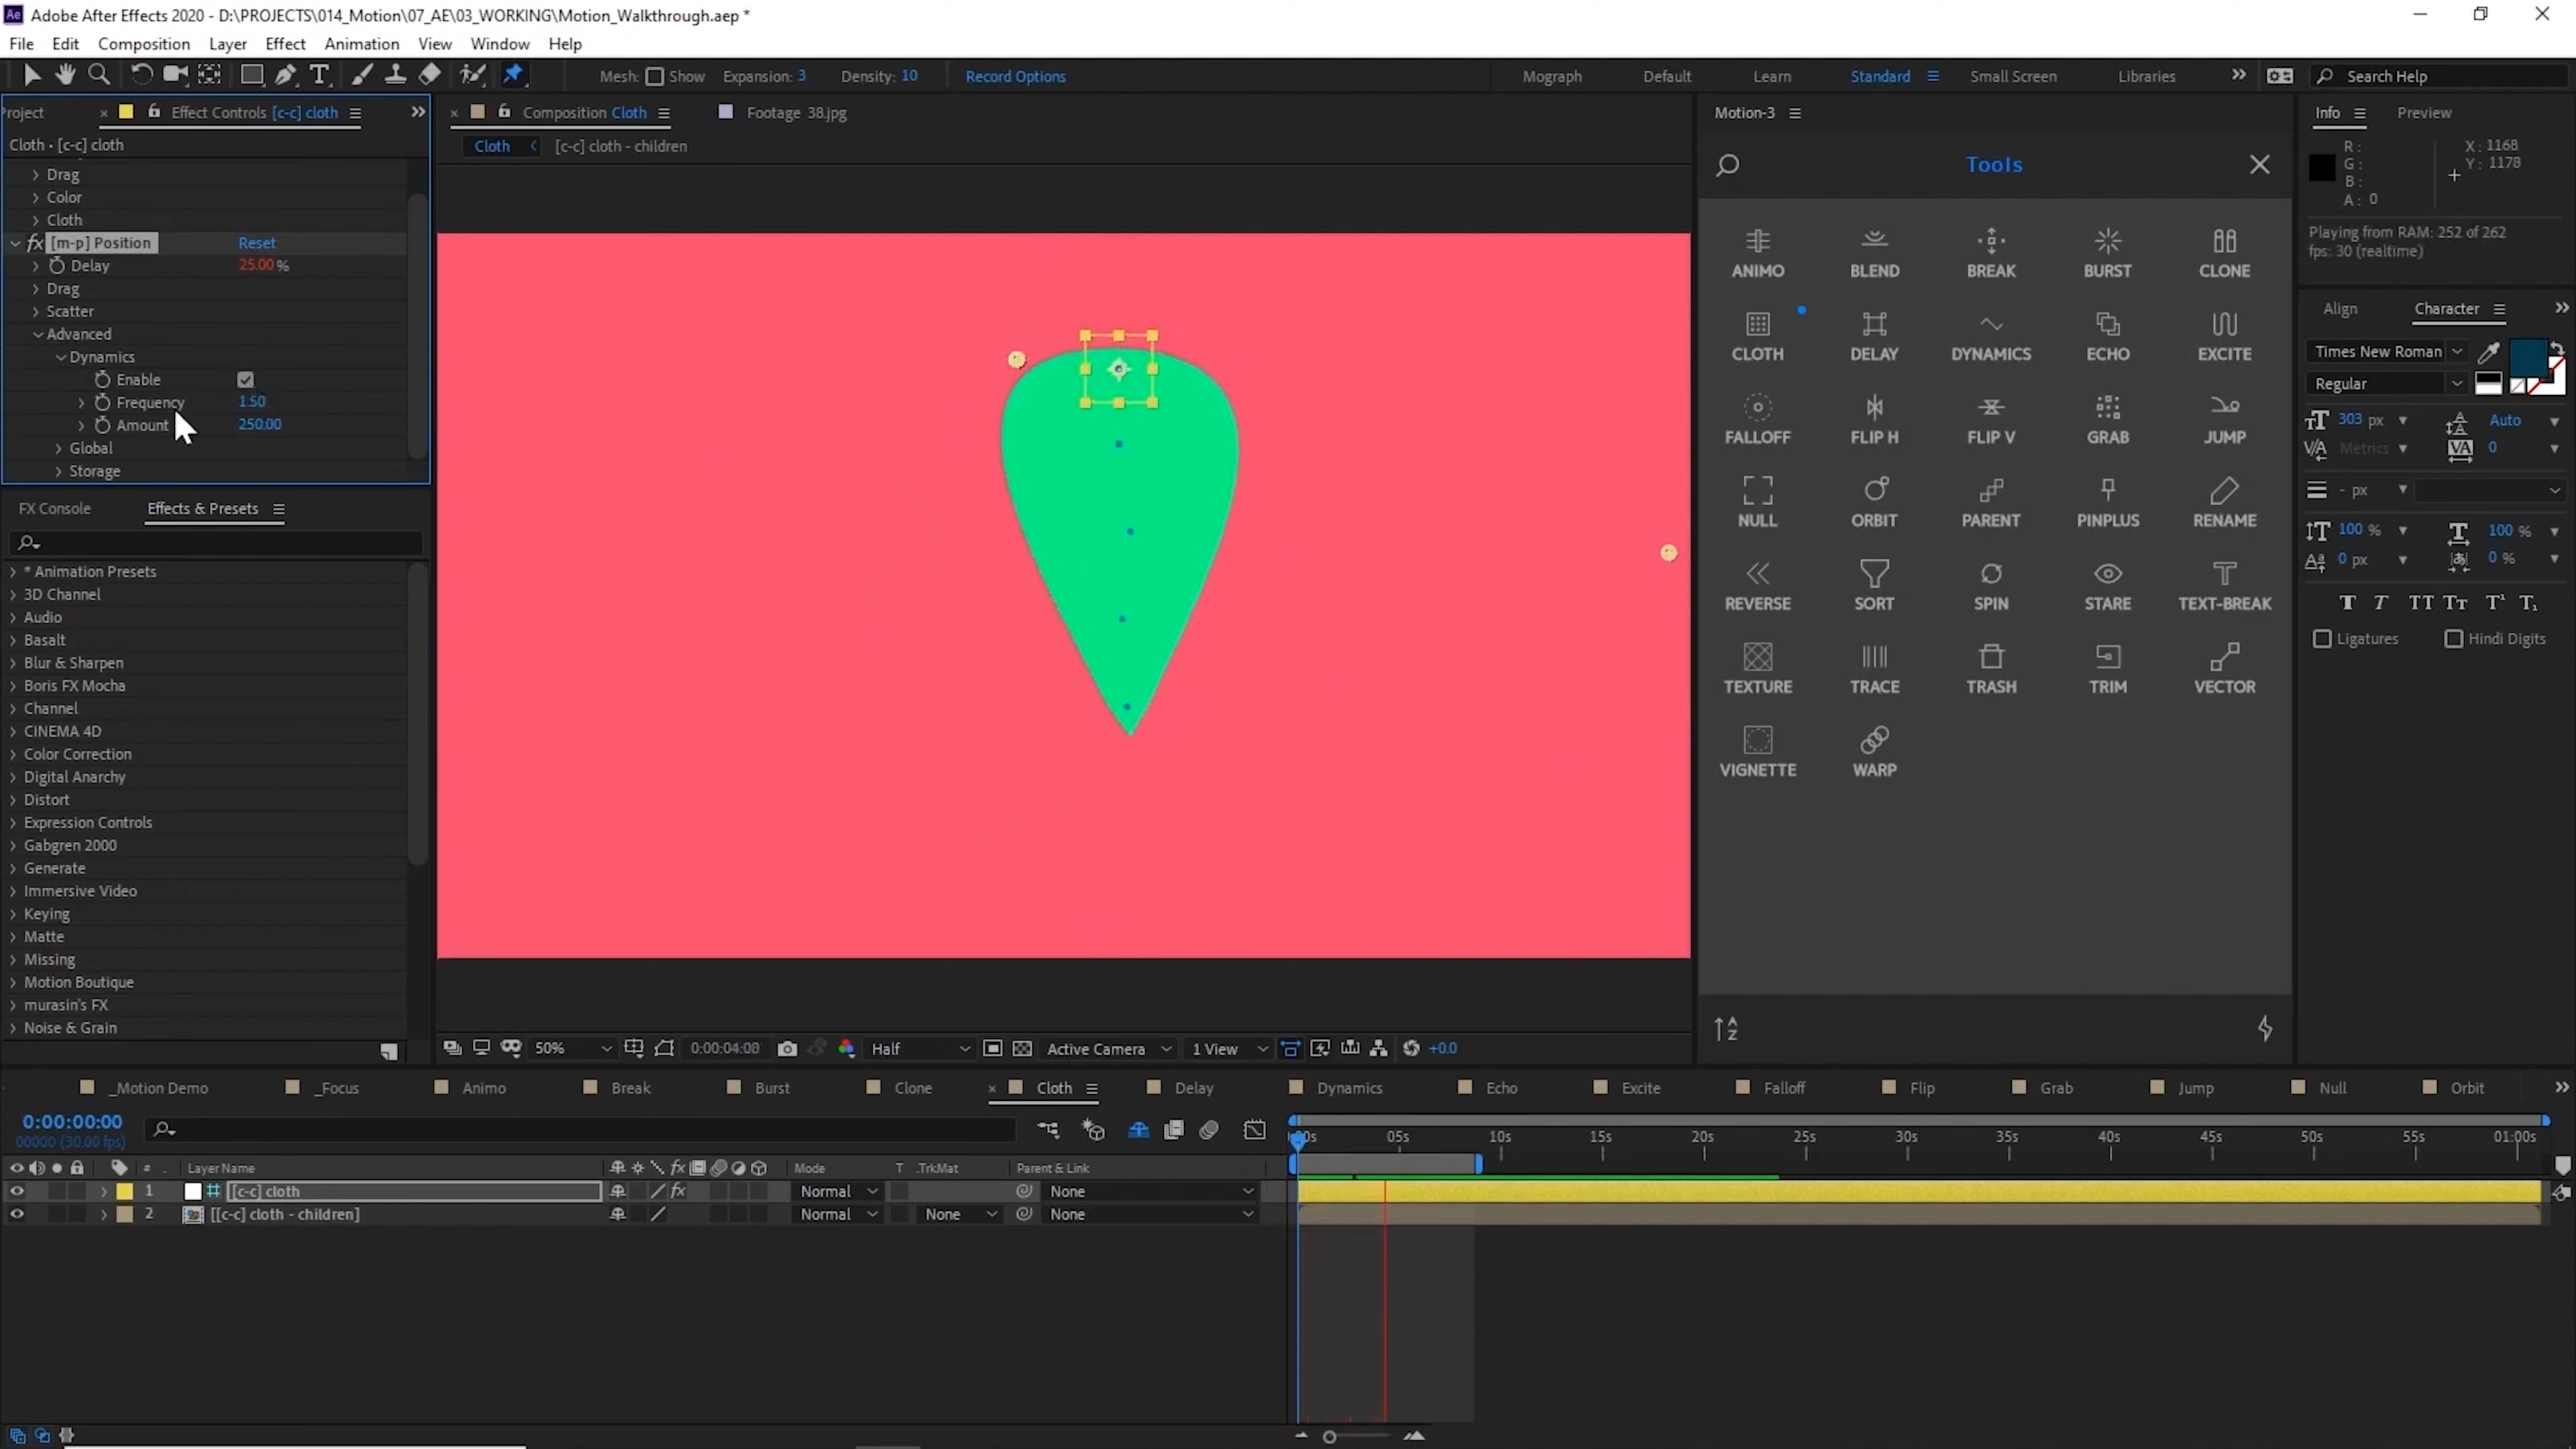 Ae Adobe After Effects 2020 - D:\PROJECTS\014_Motion\07_AE\03_WORKING\Motion_Walkthrough.aep *
File Edit Composition Layer Effect Animation View Window Help
Mesh: Show Expansion: 3 Density: 10 Record Options Mograph Default Learn Standard Small Screen Libraries Search Help
roject Effect Controls [c-c] cloth
Cloth • [c-c] cloth
Drag
Color
Cloth
fx [m-p] Position Reset
Delay 25.00 %
Drag
Scatter
Advanced
Dynamics
Enable
Frequency 1.50
Amount 250.00
Global
Storage
FX Console Effects & Presets
* Animation Presets
3D Channel
Audio
Basalt
Blur & Sharpen
Boris FX Mocha
Channel
CINEMA 4D
Color Correction
Digital Anarchy
Distort
Expression Controls
Gabgren 2000
Generate
Immersive Video
Keying
Matte
Missing
Motion Boutique
murasin's FX
Noise & Grain
Composition Cloth Footage 38.jpg
Cloth [c-c] cloth - children
50% 0:00:04:08 Half Active Camera 1 View +0.0
Motion-3
Tools
ANIMO BLEND BREAK BURST CLONE
CLOTH DELAY DYNAMICS ECHO EXCITE
FALLOFF FLIP H FLIP V GRAB JUMP
NULL ORBIT PARENT PINPLUS RENAME
REVERSE SORT SPIN STARE TEXT-BREAK
TEXTURE TRACE TRASH TRIM VECTOR
VIGNETTE WARP
Info Preview
R :
G :
B :
A : 0
X : 1168
Y : 1178
Playing from RAM: 252 of 262
fps: 30 (realtime)
Align Character
Times New Roman
Regular
303 px Auto
Metrics 0
- px
100 % 100 %
0 px 0 %
Ligatures Hindi Digits
_Motion Demo _Focus Animo Break Burst Clone Cloth Delay Dynamics Echo Excite Falloff Flip Grab Jump Null Orbit
0:00:00:00
00000 (30.00 fps)
05s 10s 15s 20s 25s 30s 35s 40s 45s 50s 55s 01:00s
# Layer Name Mode T .TrkMat Parent & Link
1 [c-c] cloth fx Normal None
2 [[c-c] cloth - children] Normal None None